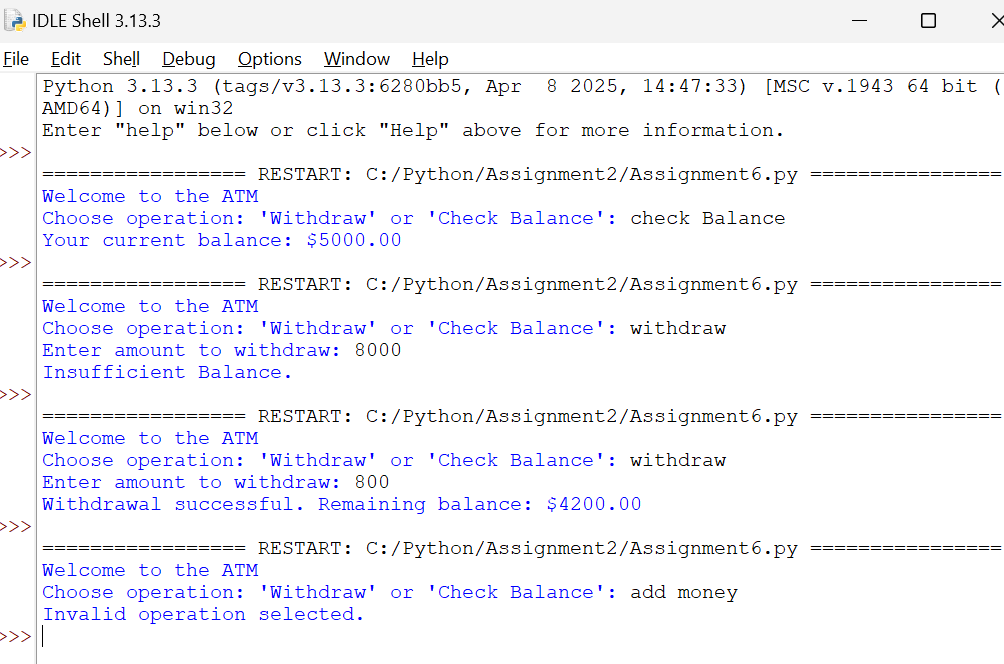 IDLE Shell 3.13.3
File Edit Shell Debug Options Window Help
Python 3.13.3 (tags/v3.13.3:6280bb5, Apr  8 2025, 14:47:33) [MSC v.1943 64 bit (
AMD64)] on win32
Enter "help" below or click "Help" above for more information.
>>>
================= RESTART: C:/Python/Assignment2/Assignment6.py ================
Welcome to the ATM
Choose operation: 'Withdraw' or 'Check Balance': check Balance
Your current balance: $5000.00
>>>
================= RESTART: C:/Python/Assignment2/Assignment6.py ================
Welcome to the ATM
Choose operation: 'Withdraw' or 'Check Balance': withdraw
Enter amount to withdraw: 8000
Insufficient Balance.
>>>
================= RESTART: C:/Python/Assignment2/Assignment6.py ================
Welcome to the ATM
Choose operation: 'Withdraw' or 'Check Balance': withdraw
Enter amount to withdraw: 800
Withdrawal successful. Remaining balance: $4200.00
>>>
================= RESTART: C:/Python/Assignment2/Assignment6.py ================
Welcome to the ATM
Choose operation: 'Withdraw' or 'Check Balance': add money
Invalid operation selected.
>>>